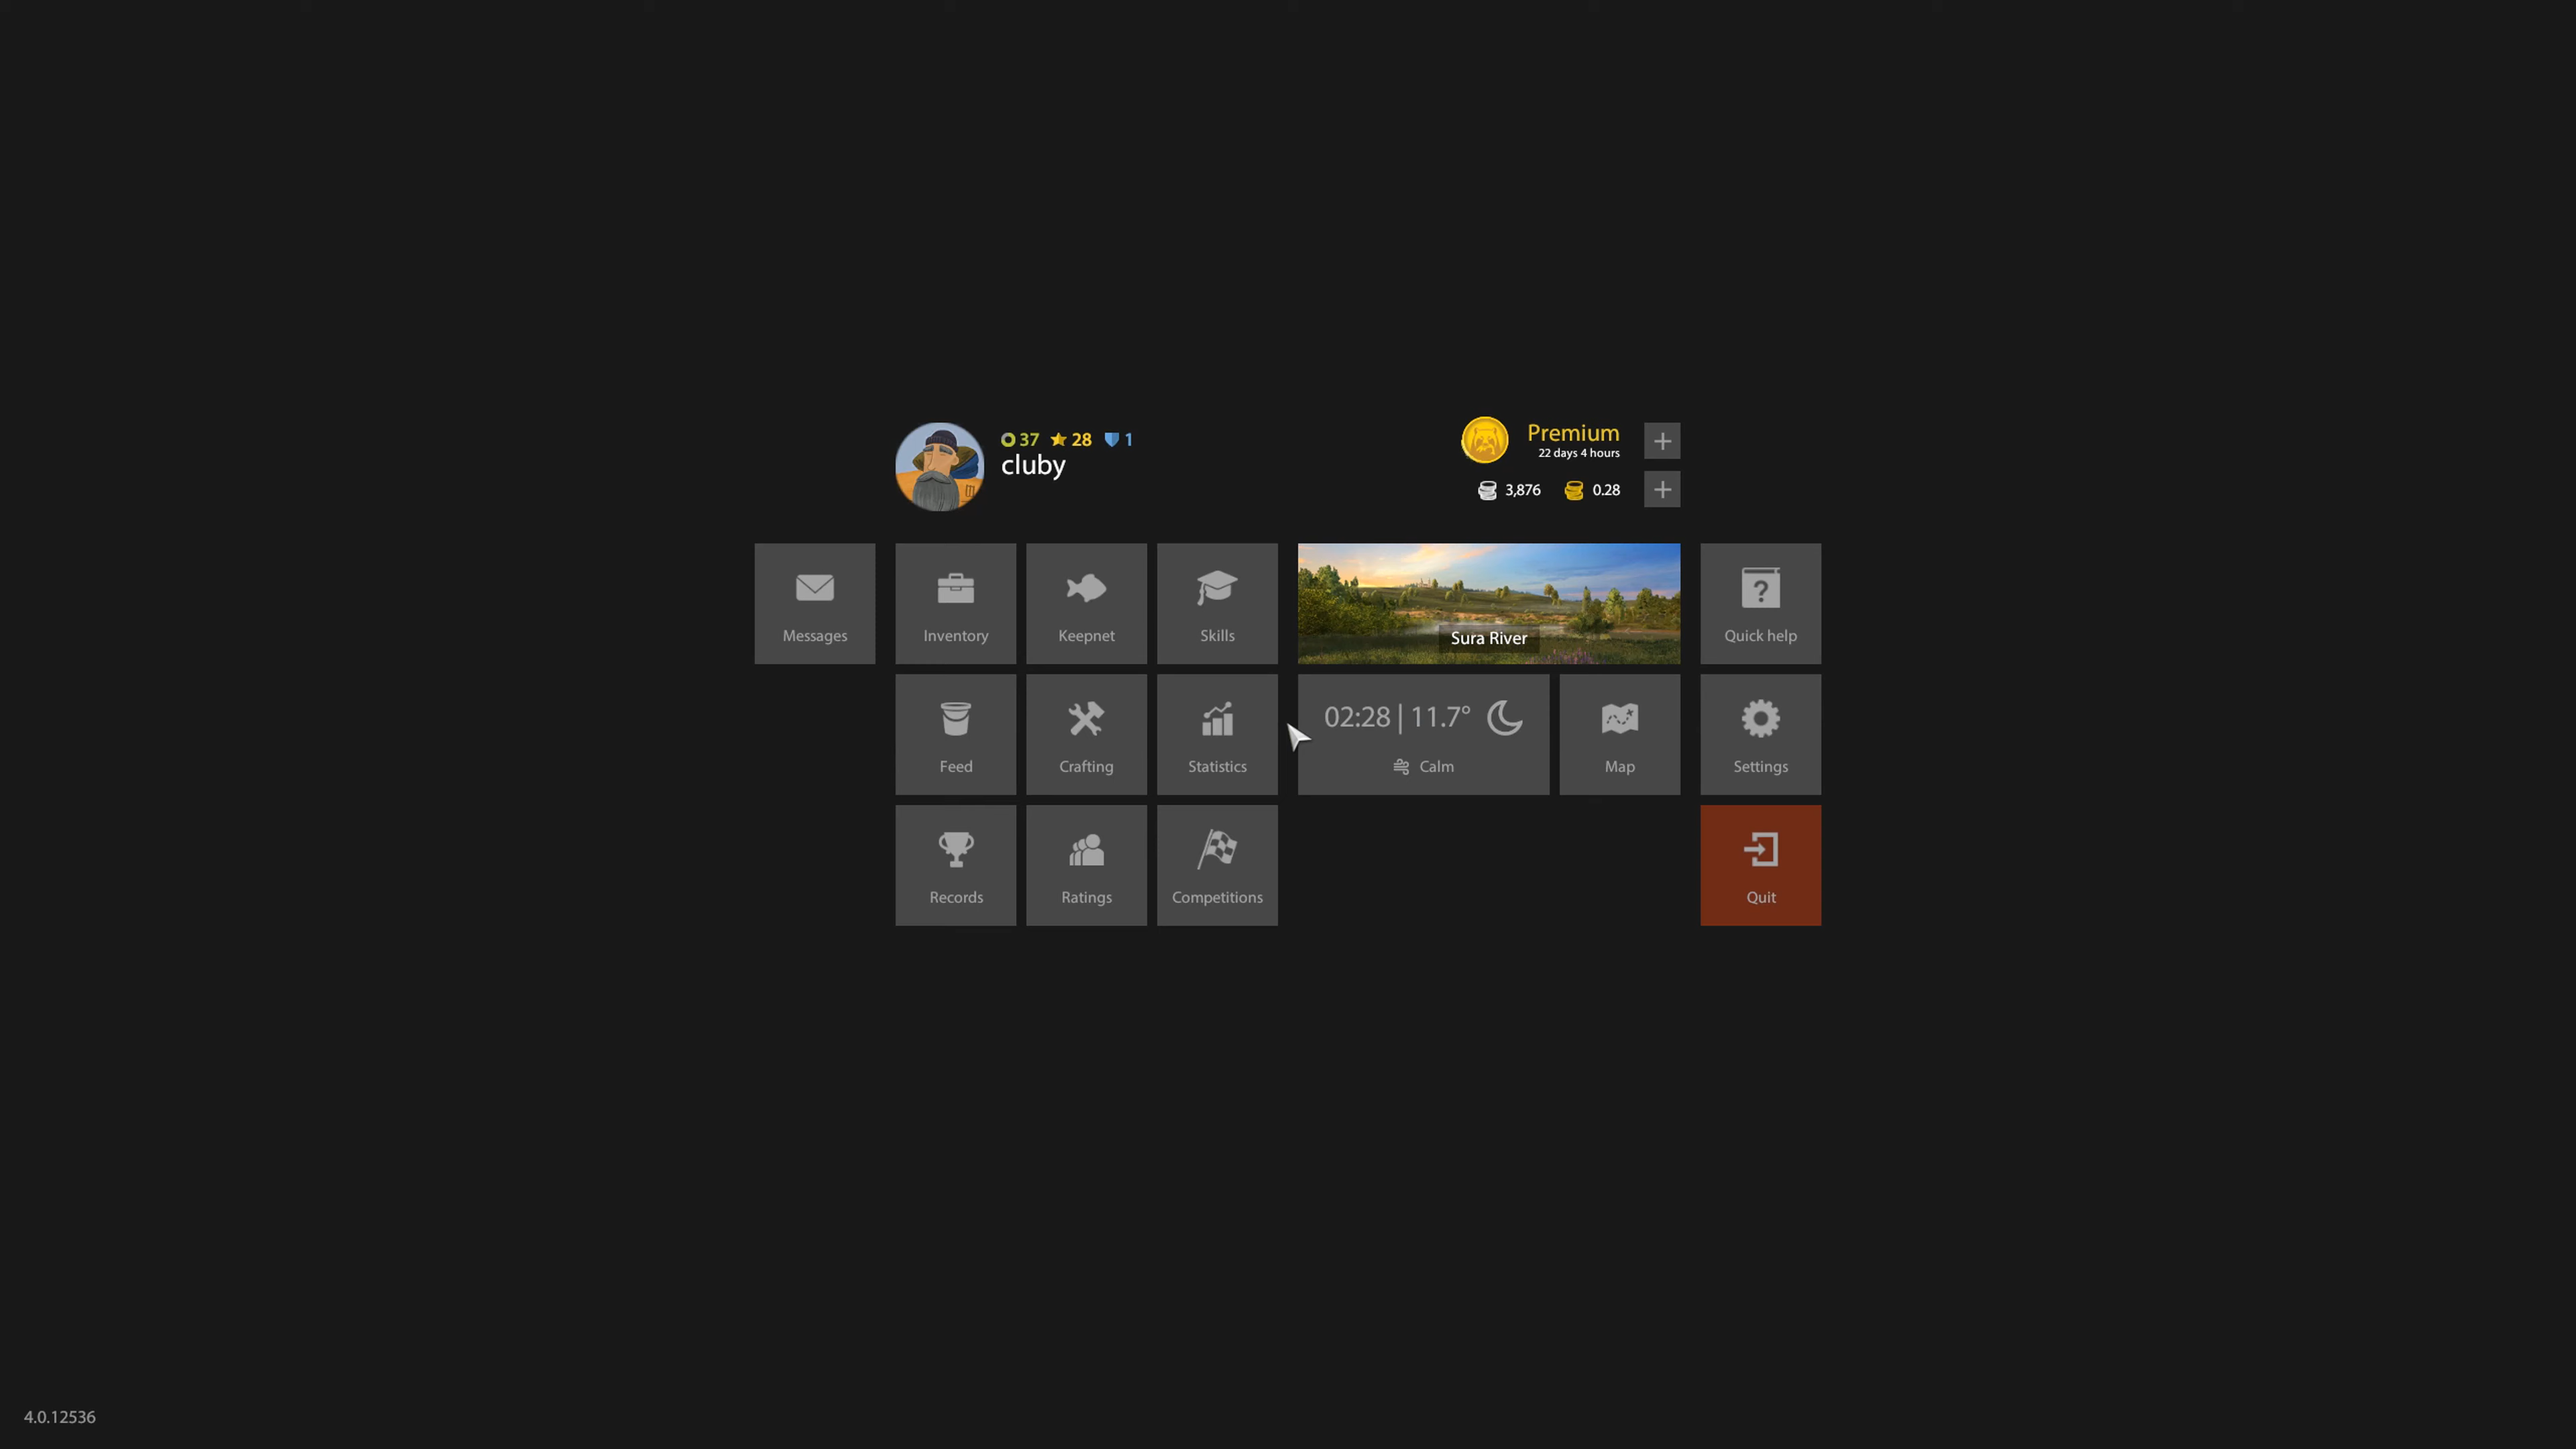 37 28 1
cluby
Premium
22 days 4 hours
3,876 0.28
Messages
Inventory
Keepnet
Skills
Sura River
Quick help
Feed
Crafting
Statistics
02:28 | 11.7°
Calm
Map
Settings
Records
Ratings
Competitions
Quit
4.0.12536